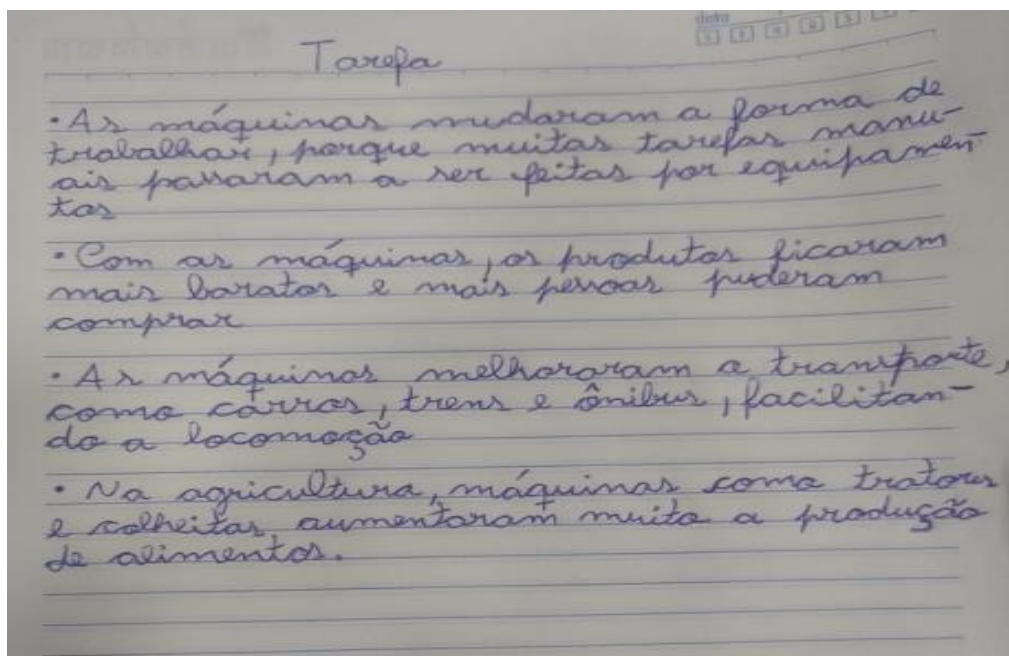 data
Tarefa
• As máquinas mudaram a forma de
trabalhar, porque muitas tarefas manu-
ais passaram a ser feitas por equipamen-
tos
• Com as máquinas, os produtos ficaram
mais baratos e mais pessoas puderam
comprar
• As máquinas melhoraram o transporte,
como carros, trens e ônibus, facilitan-
do a locomoção
• Na agricultura, máquinas como tratores
e colheitas, aumentaram muito a produção
de alimentos.